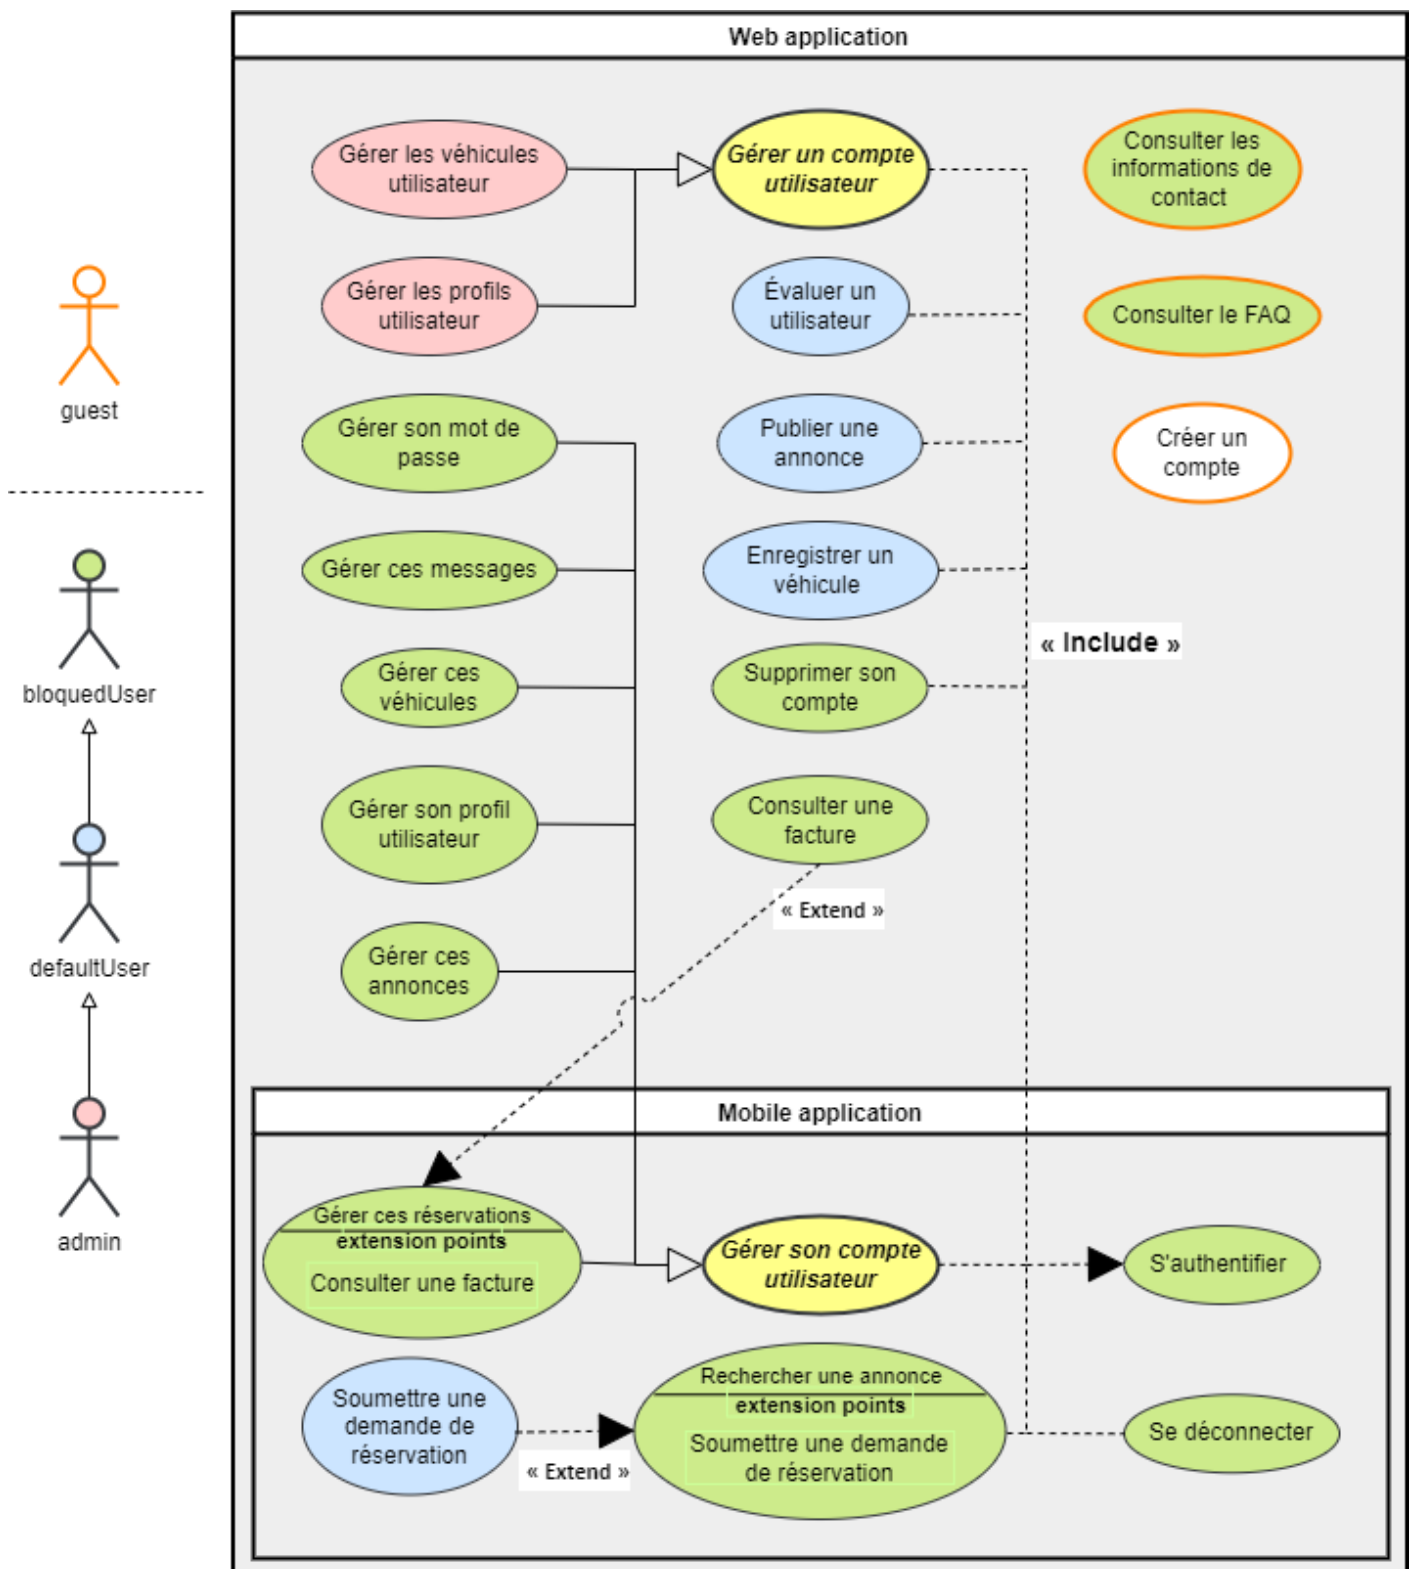 Web application
Gérer les véhicules
utilisateur
Gérer un compte
utilisateur
Consulter les
informations de
contact
Gérer les profils
utilisateur
Évaluer un
utilisateur
Consulter le FAQ
guest
Gérer son mot de
passe
Publier une
annonce
Créer un
compte
Gérer ces messages
Enregistrer un
véhicule
« Include »
bloquedUser
Gérer ces
véhicules
Supprimer son
compte
Gérer son profil
utilisateur
Consulter une
facture
« Extend »
defaultUser
Gérer ces
annonces
Mobile application
admin
Gérer ces réservations
extension points
Consulter une facture
Gérer son compte
utilisateur
S'authentifier
Soumettre une
demande de
réservation
« Extend »
Rechercher une annonce
extension points
Soumettre une demande
de réservation
Se déconnecter